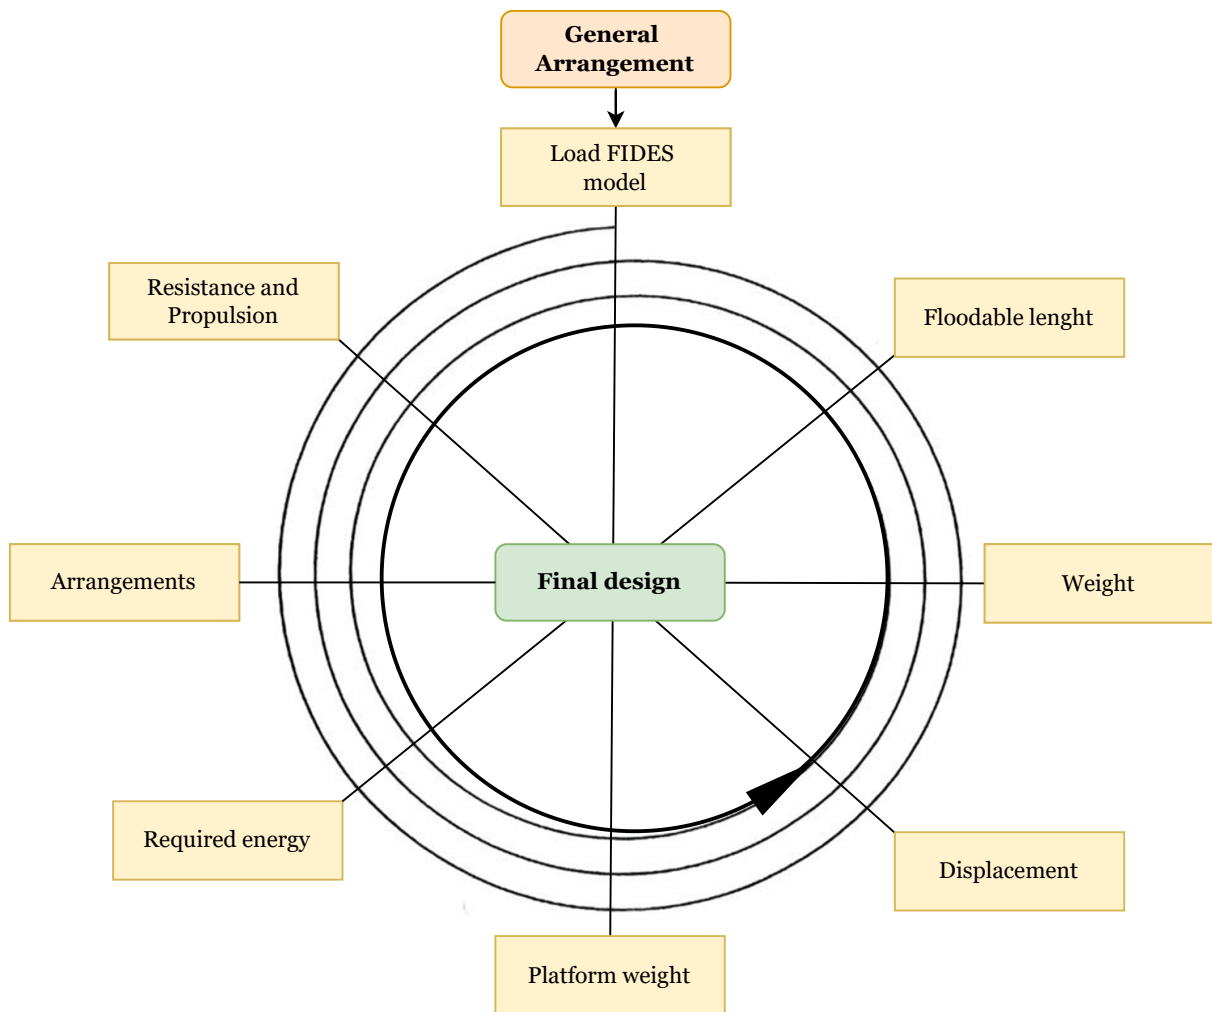 General
Arrangement
Load FIDES
model
Resistance and
Propulsion
Floodable lenght
Arrangements
Final design
Weight
Required energy
Displacement
Platform weight